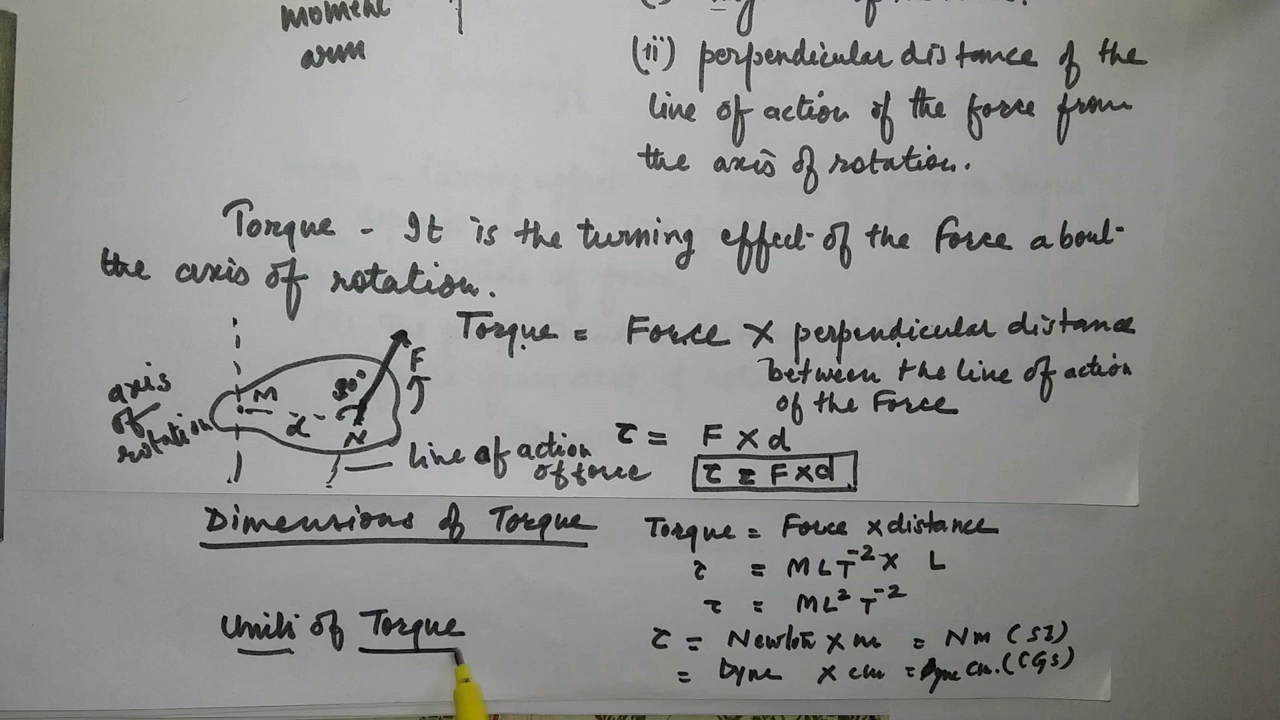 moment
arm
of
(ii) perpendicular distance of the
line of action of the force from
the axis of rotation.
Torque - It is the turning effect of the Force about
the axis of rotation.
Torque = Force X perpendicular distance
between the line of action
of the Force
axis
of
rotation
M
d
90°
N
F
line of action
of force
τ = F X d
τ = F x d
Dimensions of Torque
Torque = Force x distance
τ = MLT⁻² x L
τ = ML² T⁻²
Units of Torque
τ = Newton x m = Nm (SI)
= Dyne x cm = Dyne cm. (CGS)